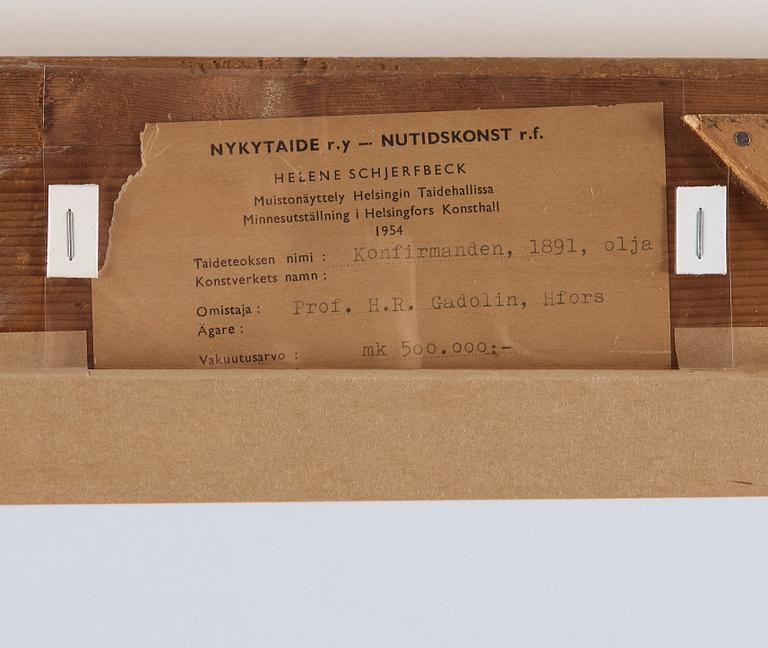 NYKYTAIDE r.y — NUTIDSKONST r.f.
HELENE SCHJERFBECK
Muistonäyttely Helsingin Taidehallissa
Minnesutställning i Helsingfors Konsthall
1954
Taideteoksen nimi : Konfirmanden, 1891, olja
Konstverkets namn :
Omistaja : Prof. H.R. Gadolin, Hfors
Ägare :
Vakuutusarvo : mk 500.000:-